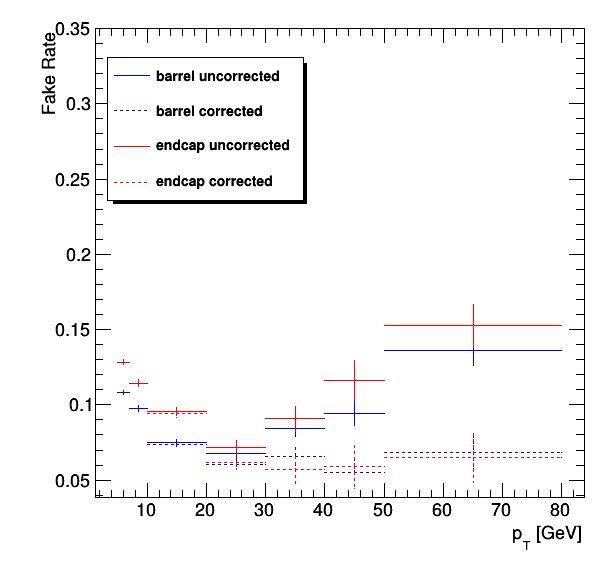 Fake Rate
0.35
0.3
0.25
0.2
0.15
0.1
0.05
barrel uncorrected
barrel corrected
endcap uncorrected
endcap corrected
10 20 30 40 50 60 70 80
p_T [GeV]